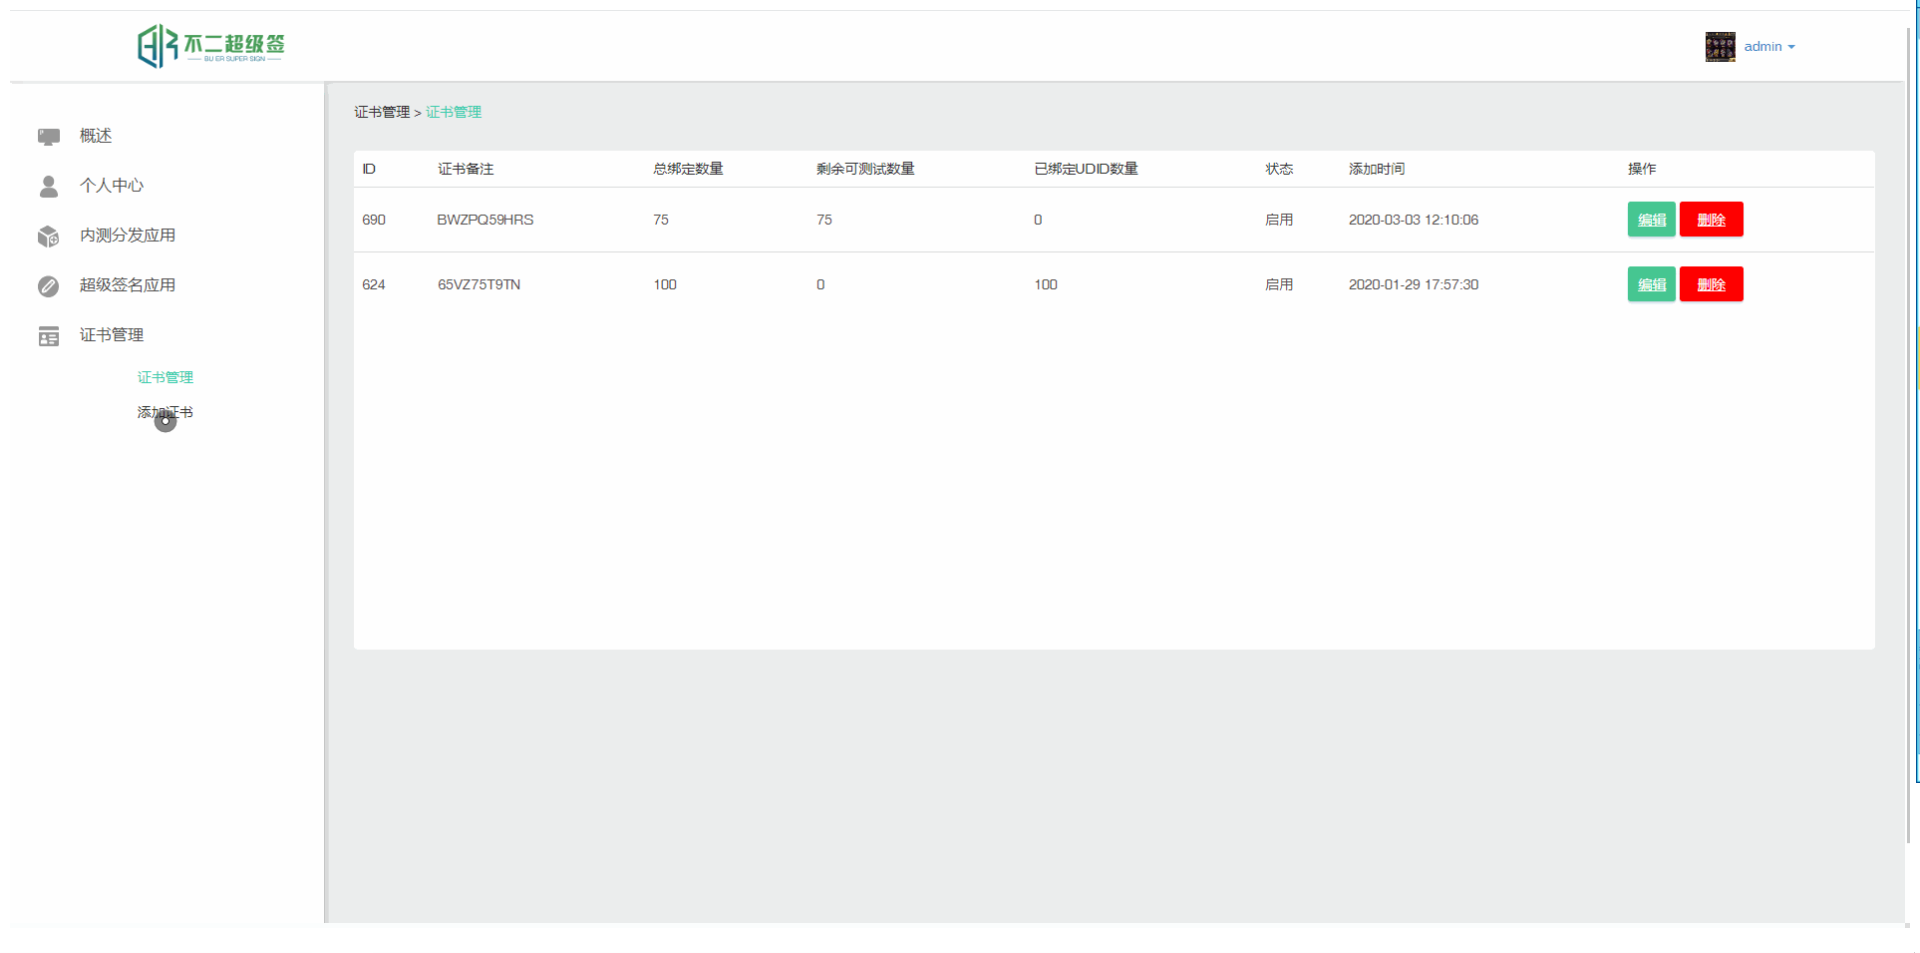 不二超级签
BU ER SUPER SIGN
admin
概述
个人中心
内测分发应用
超级签名应用
证书管理
证书管理
添加证书
证书管理 > 证书管理
ID 证书备注 总绑定数量 剩余可测试数量 已绑定UDID数量 状态 添加时间 操作
690 BWZPQ59HRS 75 75 0 启用 2020-03-03 12:10:06 编辑 删除
624 65VZ75T9TN 100 0 100 启用 2020-01-29 17:57:30 编辑 删除